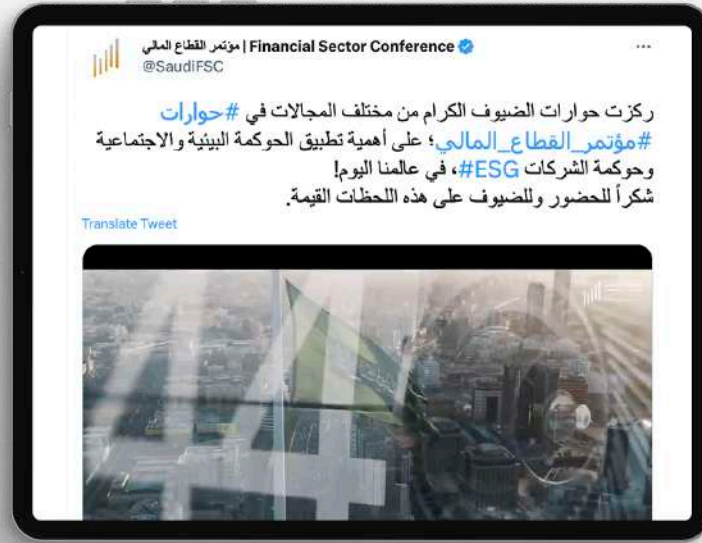 مؤتمر القطاع المالي | Financial Sector Conference
@SaudiFSC
ركزت حوارات الضيوف الكرام من مختلف المجالات في #حوارات
#مؤتمر_القطاع_المالي؛ على أهمية تطبيق الحوكمة البيئية والاجتماعية
وحوكمة الشركات ESG#، في عالمنا اليوم!
شكراً للحضور وللضيوف على هذه اللحظات القيمة.
Translate Tweet